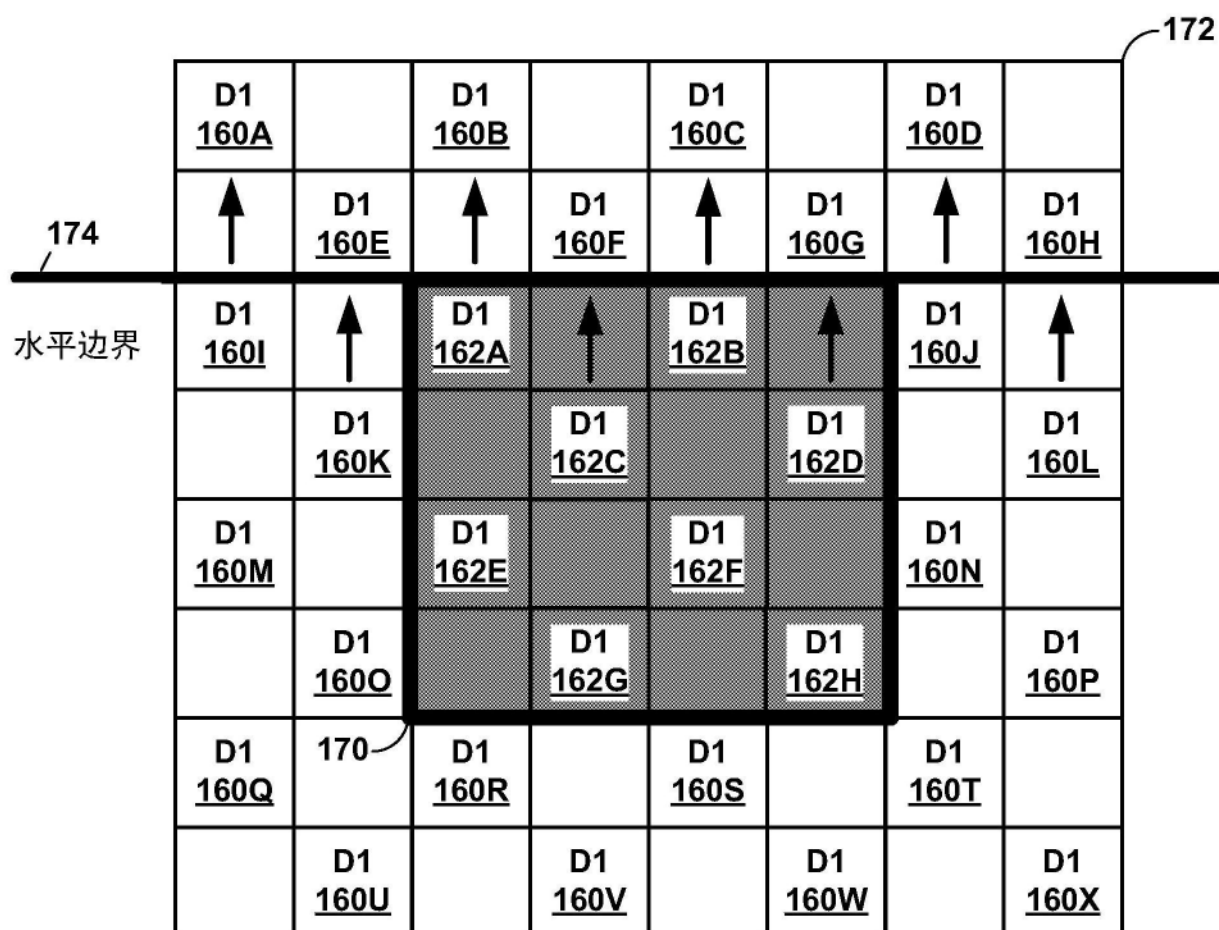 172
D1 D1 D1 D1
160A 160B 160C 160D
174
D1 D1 D1 D1
160E 160F 160G 160H
水平边界
D1 D1 D1 D1
160I 162A 162B 160J
D1 D1 D1 D1
160K 162C 162D 160L
D1 D1 D1 D1
160M 162E 162F 160N
D1 D1 D1 D1
160O 162G 162H 160P
170
D1 D1 D1 D1
160Q 160R 160S 160T
D1 D1 D1 D1
160U 160V 160W 160X